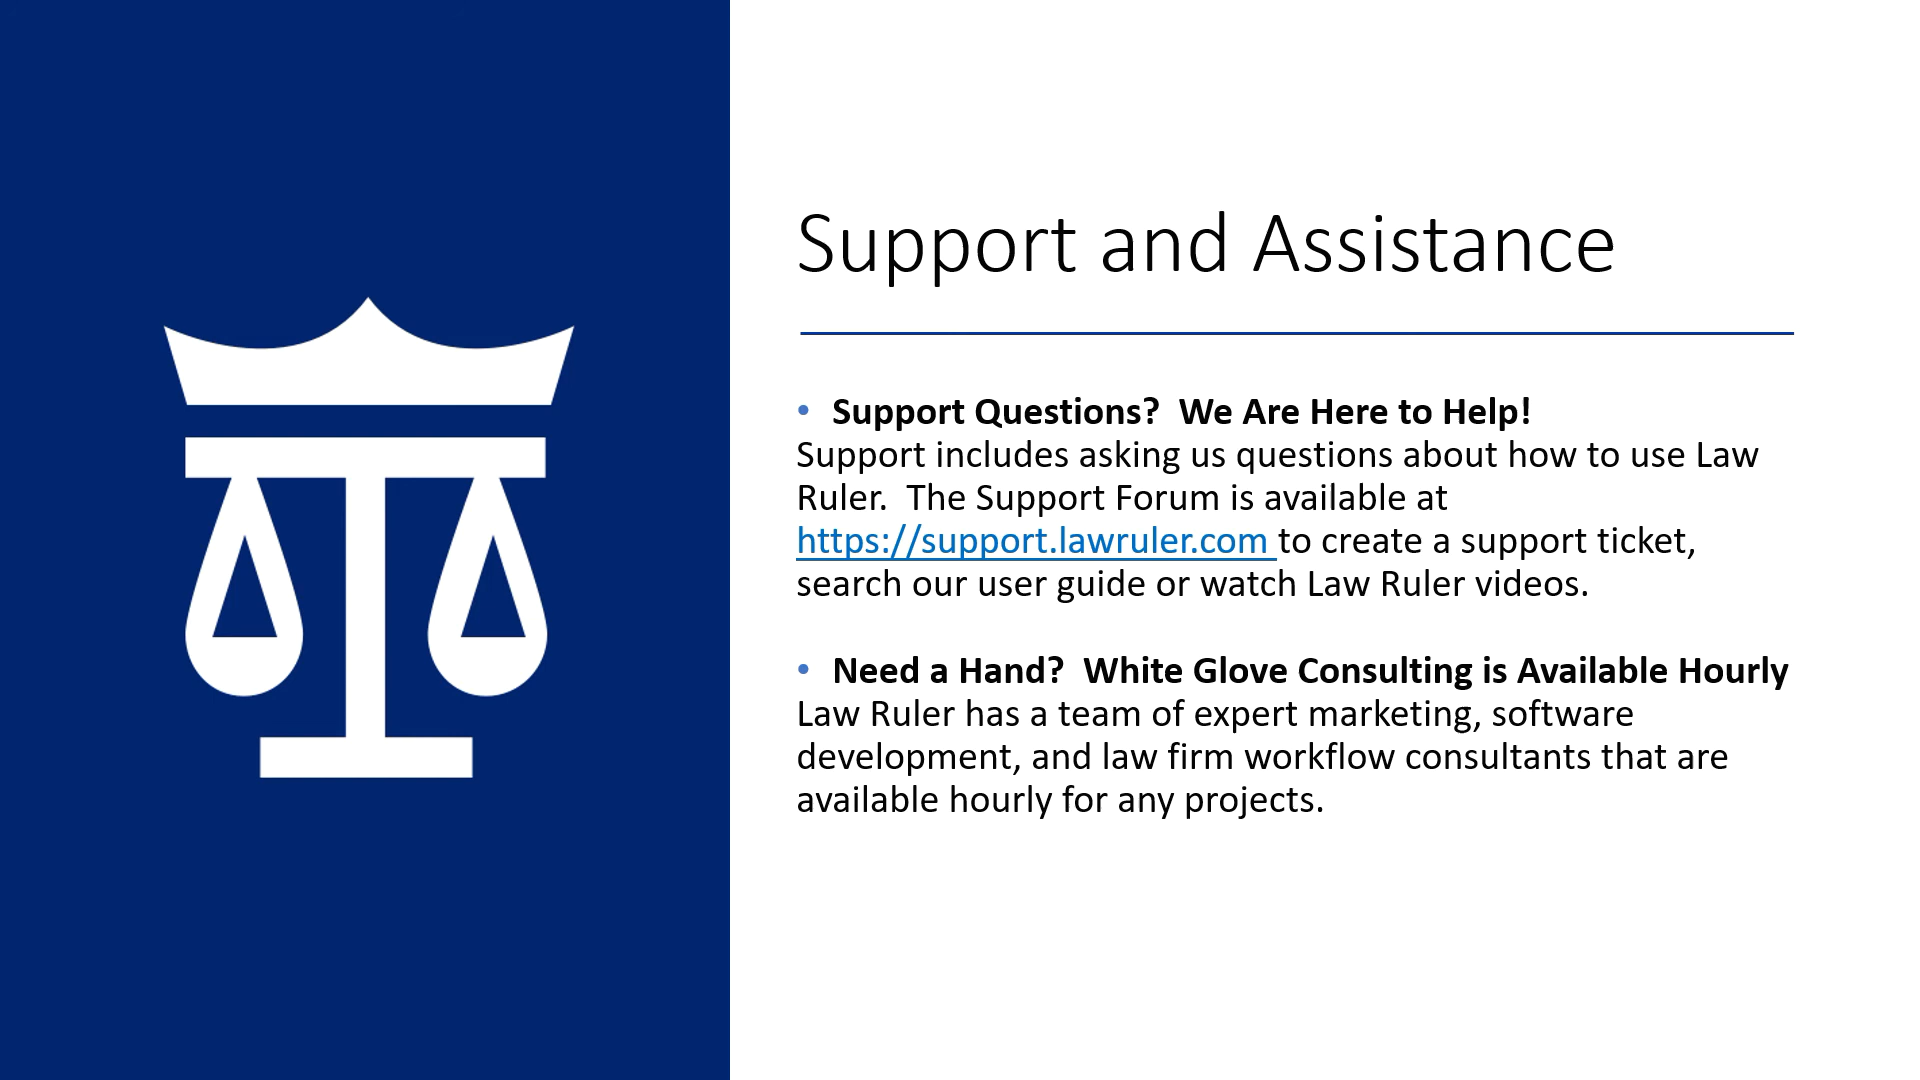 Support and Assistance
• Support Questions?  We Are Here to Help!
Support includes asking us questions about how to use Law
Ruler.  The Support Forum is available at
https://support.lawruler.com to create a support ticket,
search our user guide or watch Law Ruler videos.
• Need a Hand?  White Glove Consulting is Available Hourly
Law Ruler has a team of expert marketing, software
development, and law firm workflow consultants that are
available hourly for any projects.